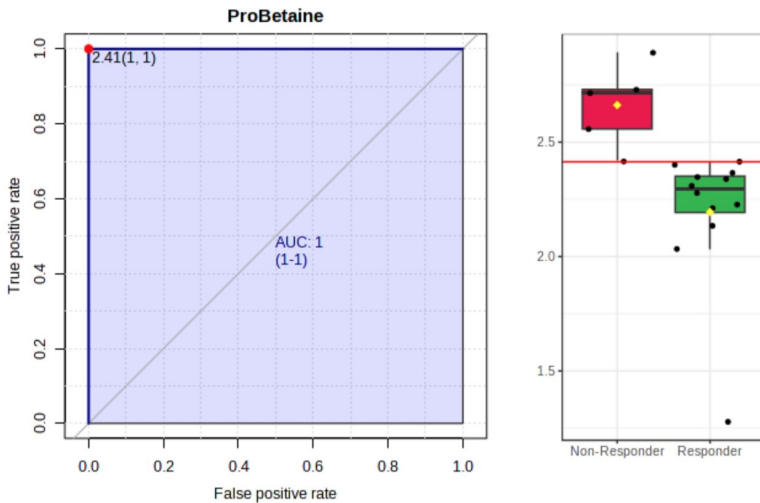 ProBetaine
2.41(1, 1)
AUC: 1
(1-1)
True positive rate
0.0
0.2
0.4
0.6
0.8
1.0
0.0 0.2 0.4 0.6 0.8 1.0
False positive rate
2.5
2.0
1.5
Non-Responder Responder